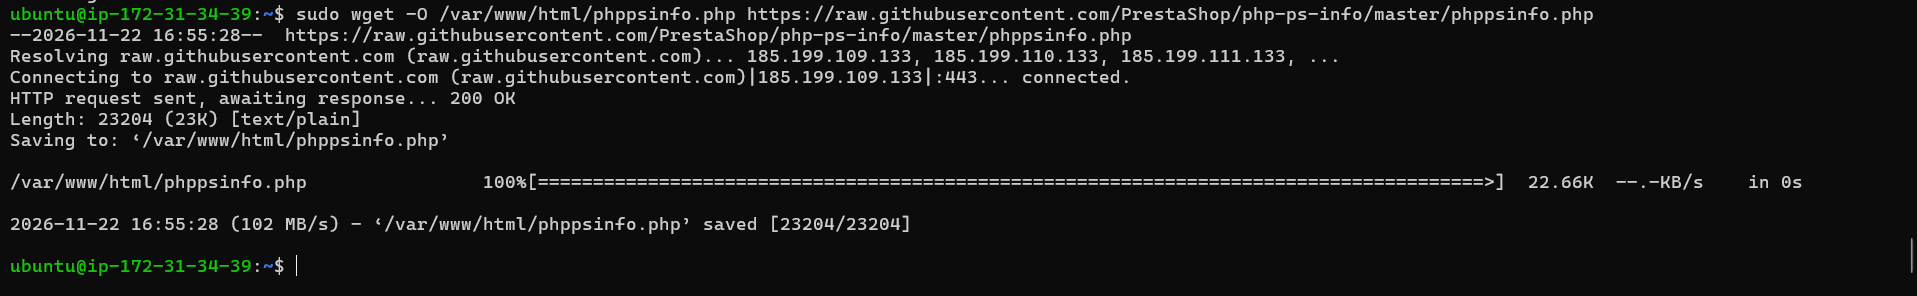 ubuntu@ip-172-31-34-39:~$ sudo wget -O /var/www/html/phppsinfo.php https://raw.githubusercontent.com/PrestaShop/php-ps-info/master/phppsinfo.php
--2026-11-22 16:55:28--  https://raw.githubusercontent.com/PrestaShop/php-ps-info/master/phppsinfo.php
Resolving raw.githubusercontent.com (raw.githubusercontent.com)... 185.199.109.133, 185.199.110.133, 185.199.111.133, ...
Connecting to raw.githubusercontent.com (raw.githubusercontent.com)|185.199.109.133|:443... connected.
HTTP request sent, awaiting response... 200 OK
Length: 23204 (23K) [text/plain]
Saving to: ‘/var/www/html/phppsinfo.php’
/var/www/html/phppsinfo.php                100%[======================================================================================>]  22.66K  --.-KB/s    in 0s
2026-11-22 16:55:28 (102 MB/s) - ‘/var/www/html/phppsinfo.php’ saved [23204/23204]
ubuntu@ip-172-31-34-39:~$